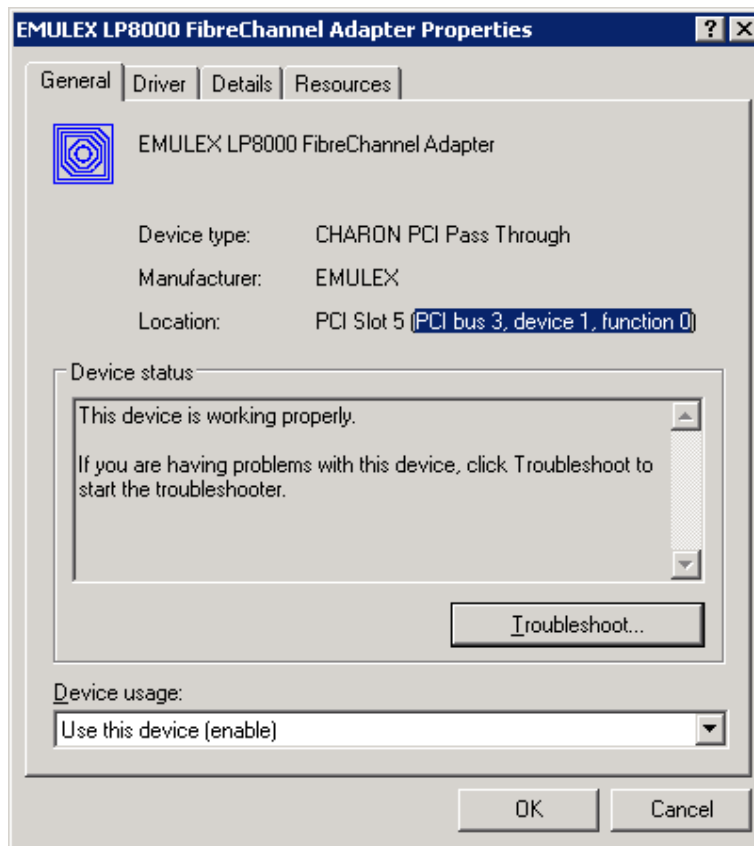 EMULEX LP8000 FibreChannel Adapter Properties
General Driver Details Resources
EMULEX LP8000 FibreChannel Adapter
Device type: CHARON PCI Pass Through
Manufacturer: EMULEX
Location: PCI Slot 5 (PCI bus 3, device 1, function 0)
Device status
This device is working properly.
If you are having problems with this device, click Troubleshoot to
start the troubleshooter.
Troubleshoot...
Device usage:
Use this device (enable)
OK Cancel